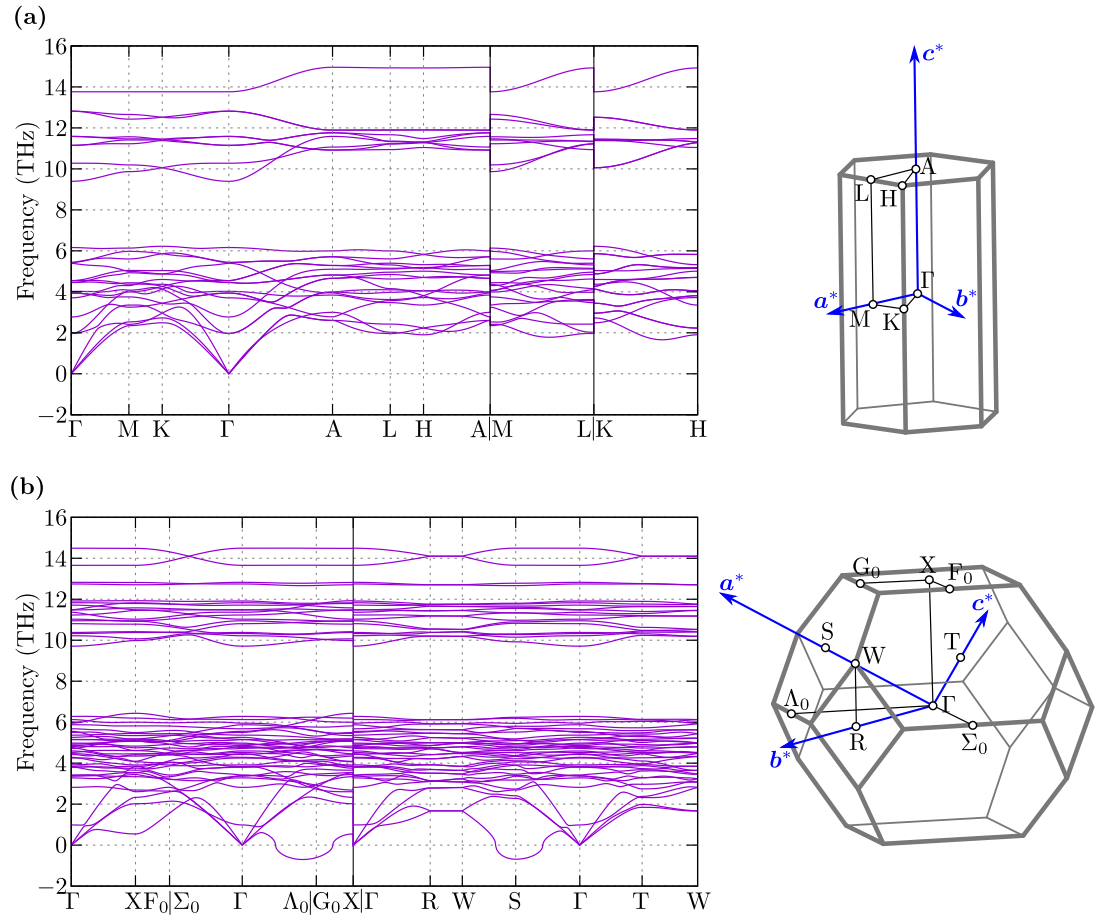 (a)
16
14
12
10
8
6
4
2
0
−2
Frequency (THz)
Γ M K Γ A L H A|M L|K H
c*
A
L
H
Γ
a*
b*
M
K
(b)
16
14
12
10
8
6
4
2
0
−2
Frequency (THz)
Γ XF₀|Σ₀ Γ Λ₀|G₀ X|Γ R W S Γ T W
G₀ X F₀
a*
c*
S
W
T
Λ₀
Γ
R
Σ₀
b*